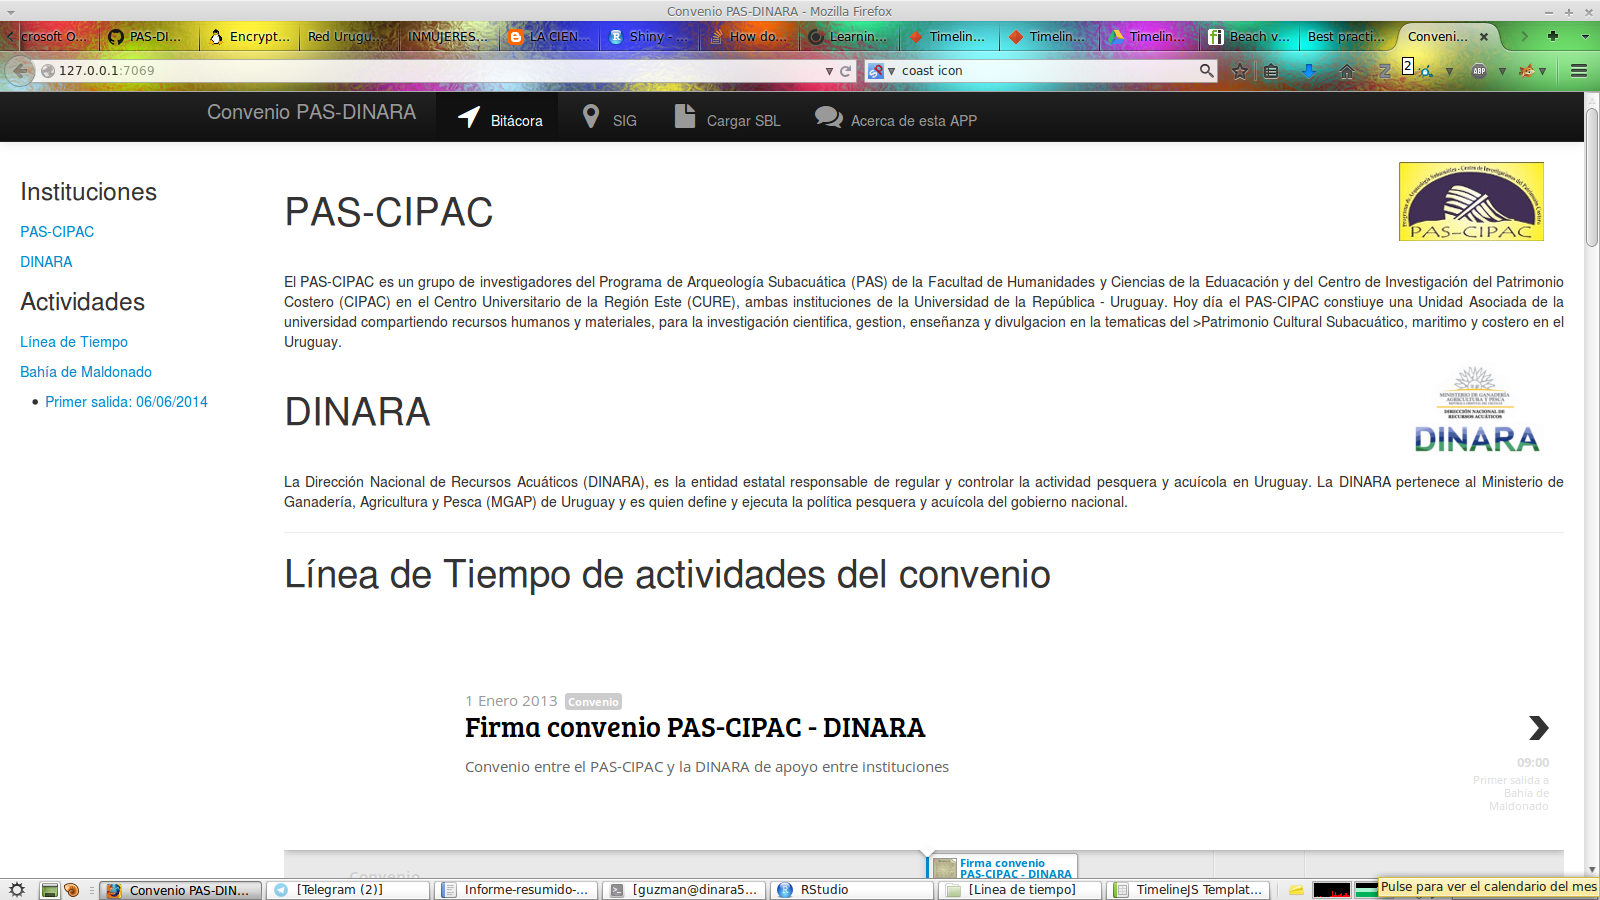 Convenio PAS-DINARA - Mozilla Firefox
crosoft O...
PAS-DI...
Encrypt...
Red Urugu...
INMUJERES...
LA CIEN...
Shiny - ...
How do...
Learnin...
Timelin...
Timelin...
Timelin...
Beach v...
Best practi...
Conveni...
127.0.0.1:7069
coast icon
2
ABP
Convenio PAS-DINARA
Bitácora
SIG
Cargar SBL
Acerca de esta APP
Instituciones
PAS-CIPAC
DINARA
Actividades
Línea de Tiempo
Bahía de Maldonado
Primer salida: 06/06/2014
PAS-CIPAC
PAS-CIPAC
El PAS-CIPAC es un grupo de investigadores del Programa de Arqueología Subacuática (PAS) de la Facultad de Humanidades y Ciencias de la Eduacación y del Centro de Investigación del Patrimonio
Costero (CIPAC) en el Centro Universitario de la Región Este (CURE), ambas instituciones de la Universidad de la República - Uruguay. Hoy día el PAS-CIPAC constiuye una Unidad Asociada de la
universidad compartiendo recursos humanos y materiales, para la investigación cientifica, gestion, enseñanza y divulgacion en la tematicas del >Patrimonio Cultural Subacuático, maritimo y costero en el
Uruguay.
DINARA
MINISTERIO DE GANADERÍA
AGRICULTURA Y PESCA
DIRECCIÓN NACIONAL DE
RECURSOS ACUÁTICOS
DINARA
La Dirección Nacional de Recursos Acuáticos (DINARA), es la entidad estatal responsable de regular y controlar la actividad pesquera y acuícola en Uruguay. La DINARA pertenece al Ministerio de
Ganadería, Agricultura y Pesca (MGAP) de Uruguay y es quien define y ejecuta la política pesquera y acuícola del gobierno nacional.
Línea de Tiempo de actividades del convenio
1 Enero 2013 Convenio
Firma convenio PAS-CIPAC - DINARA
Convenio entre el PAS-CIPAC y la DINARA de apoyo entre instituciones
09:00
Primer salida a
Bahía de
Maldonado
Convenio
Firma convenio
PAS-CIPAC - DINARA
Convenio PAS-DIN...
[Telegram (2)]
Informe-resumido-...
[guzman@dinara5...
RStudio
[Linea de tiempo]
TimelineJS Templat...
Pulse para ver el calendario del mes